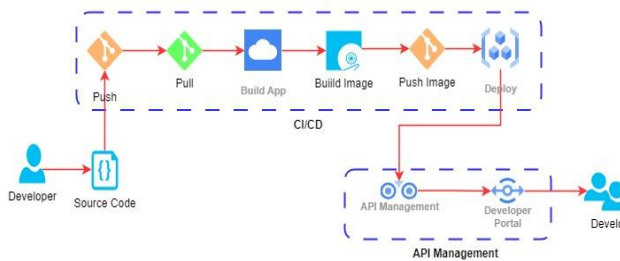 Push
Pull
Build App
Buiild Image
Push Image
Deploy
CI/CD
Developer
Source Code
API Management
Developer
Portal
Develo
API Management